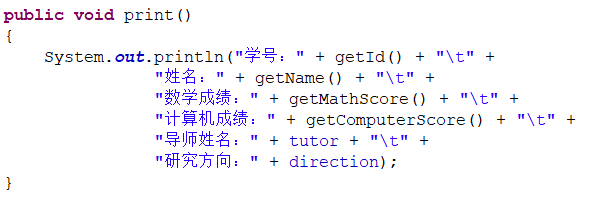 public void print()
{
    System.out.println("学号：" + getId() + "\t" +
               "姓名：" + getName() + "\t" +
               "数学成绩：" + getMathScore() + "\t" +
               "计算机成绩：" + getComputerScore() + "\t" +
               "导师姓名：" + tutor + "\t" +
               "研究方向：" + direction);
}